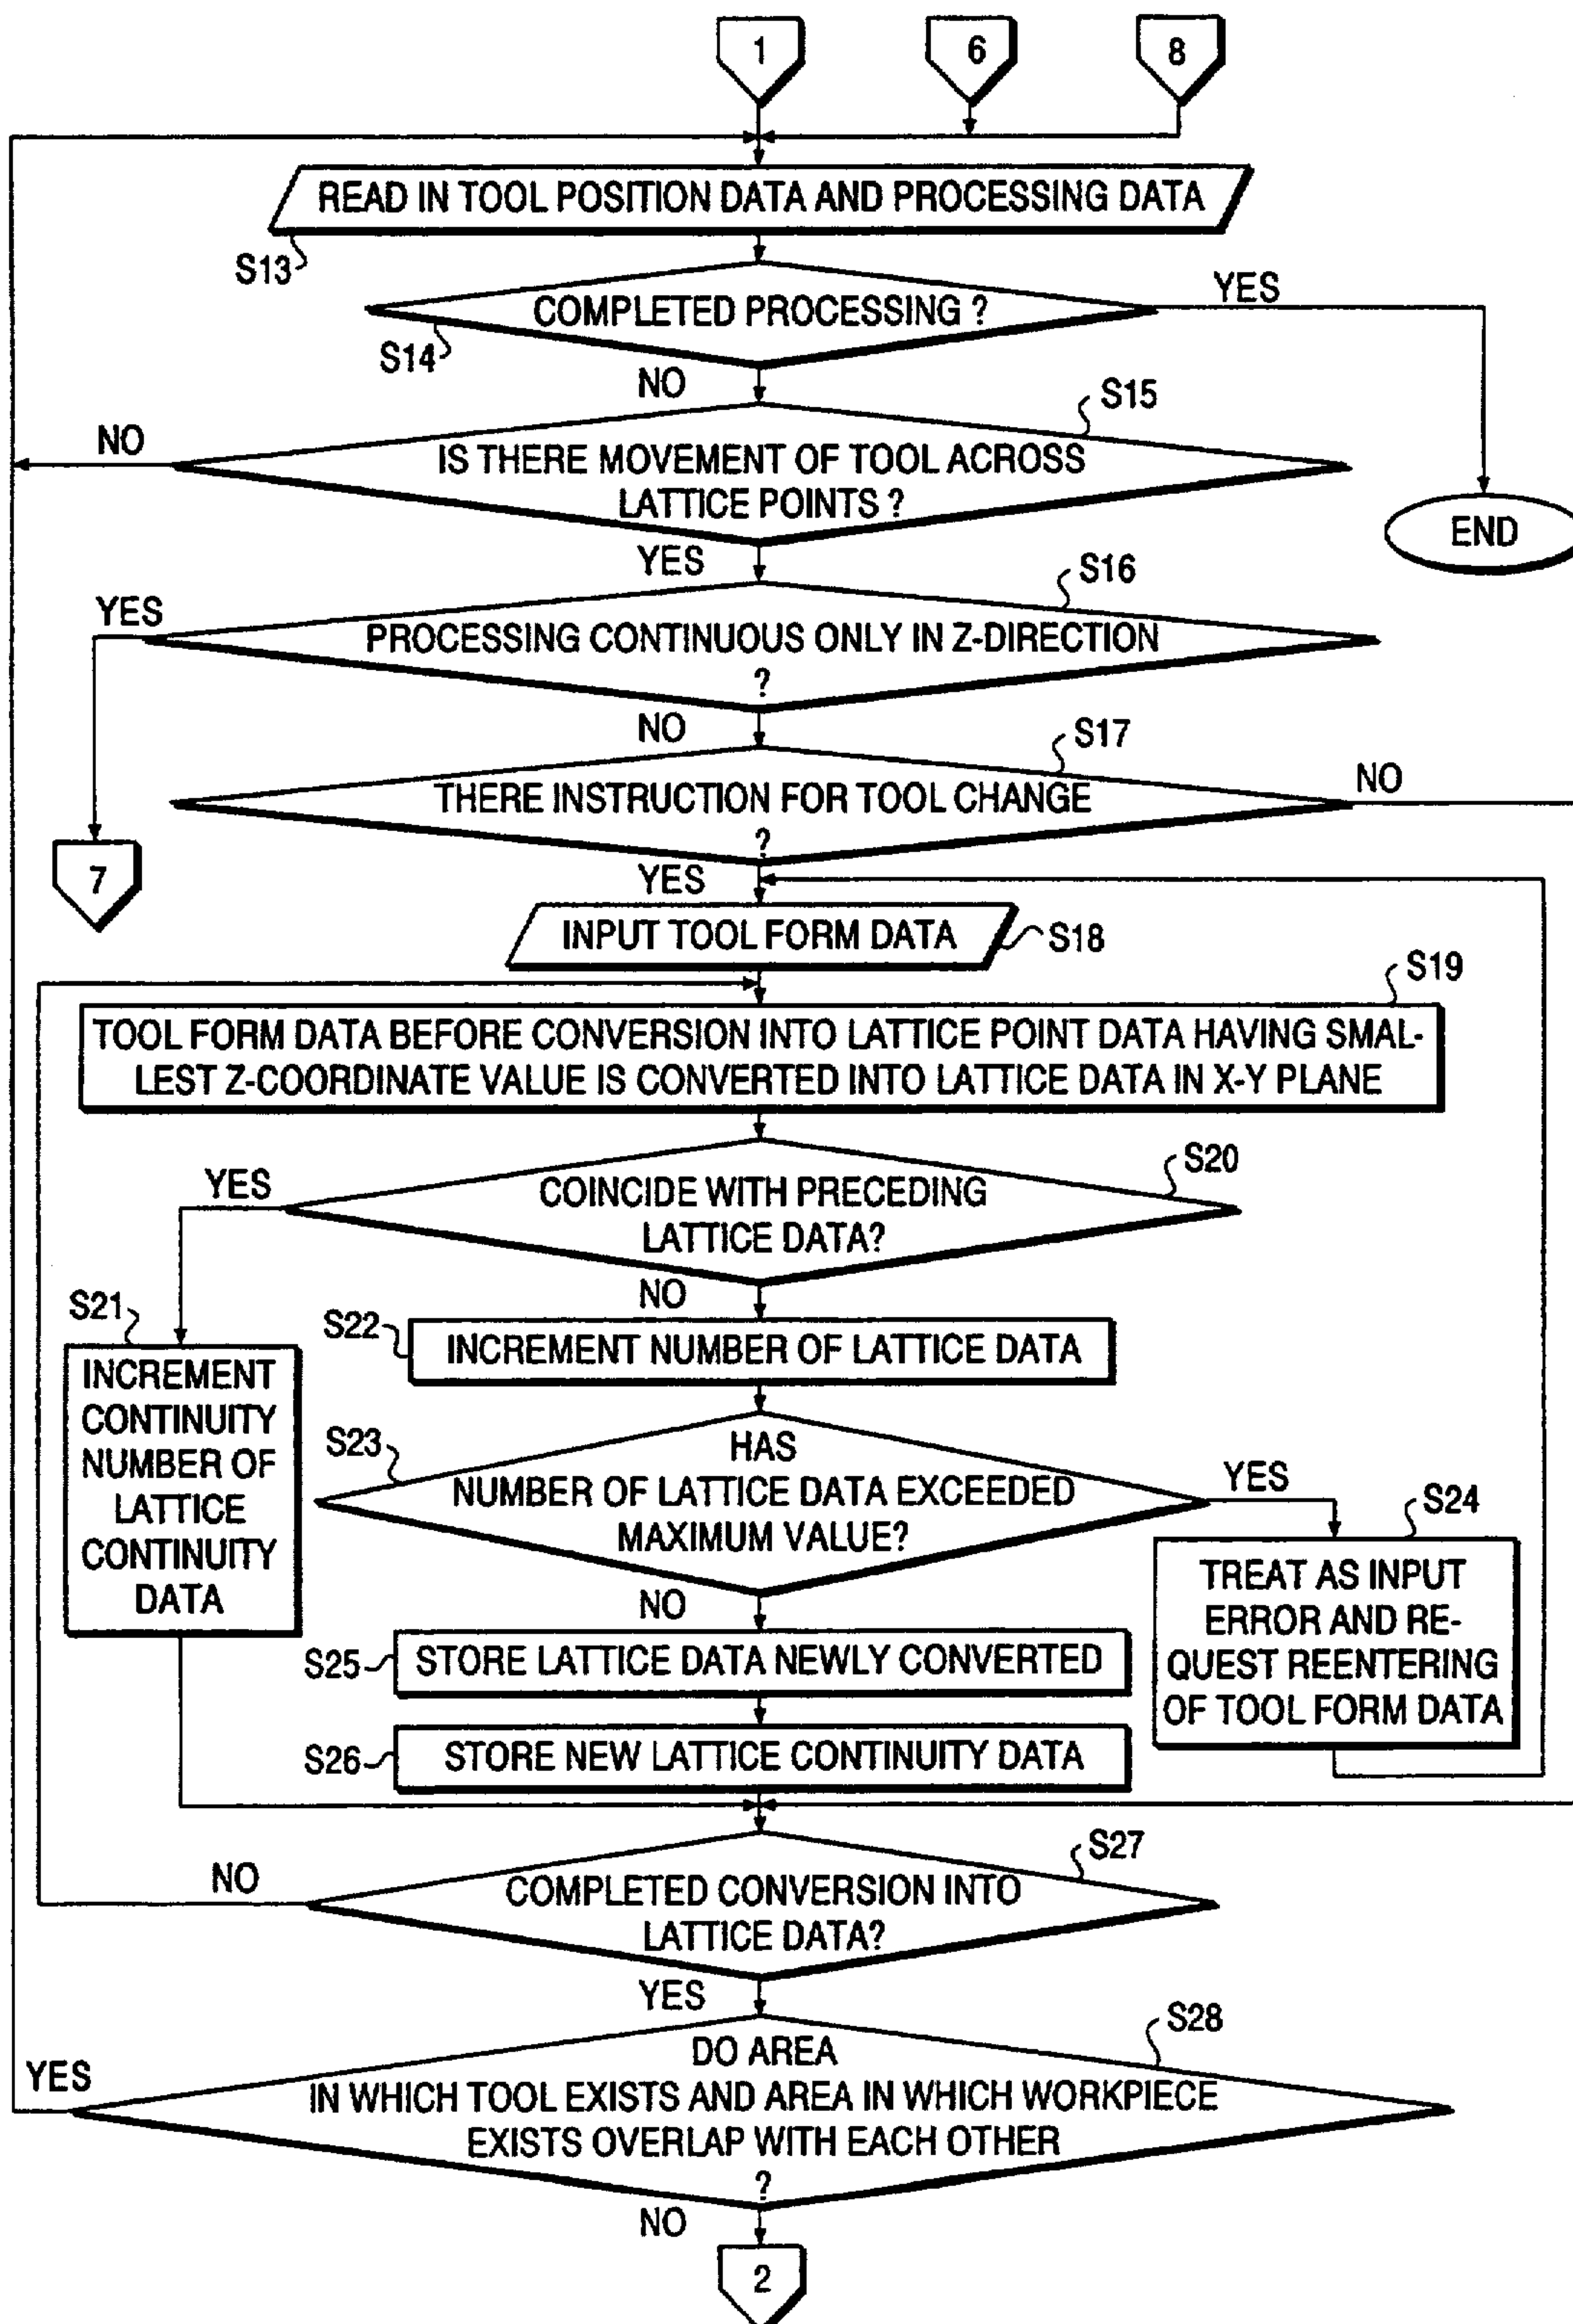 1
6
8
READ IN TOOL POSITION DATA AND PROCESSING DATA
S13
COMPLETED PROCESSING ?
YES
S14
NO
S15
NO
IS THERE MOVEMENT OF TOOL ACROSS
LATTICE POINTS ?
END
YES
S16
YES
PROCESSING CONTINUOUS ONLY IN Z-DIRECTION
?
NO
S17
THERE INSTRUCTION FOR TOOL CHANGE
?
NO
7
YES
INPUT TOOL FORM DATA
S18
S19
TOOL FORM DATA BEFORE CONVERSION INTO LATTICE POINT DATA HAVING SMAL-
LEST Z-COORDINATE VALUE IS CONVERTED INTO LATTICE DATA IN X-Y PLANE
S20
YES
COINCIDE WITH PRECEDING
LATTICE DATA?
NO
S21
INCREMENT
CONTINUITY
NUMBER OF
LATTICE
CONTINUITY
DATA
S22
INCREMENT NUMBER OF LATTICE DATA
S23
HAS
NUMBER OF LATTICE DATA EXCEEDED
MAXIMUM VALUE?
YES
S24
TREAT AS INPUT
ERROR AND RE-
QUEST REENTERING
OF TOOL FORM DATA
NO
S25
STORE LATTICE DATA NEWLY CONVERTED
S26
STORE NEW LATTICE CONTINUITY DATA
S27
NO
COMPLETED CONVERSION INTO
LATTICE DATA?
YES
S28
YES
DO AREA
IN WHICH TOOL EXISTS AND AREA IN WHICH WORKPIECE
EXISTS OVERLAP WITH EACH OTHER
?
NO
2